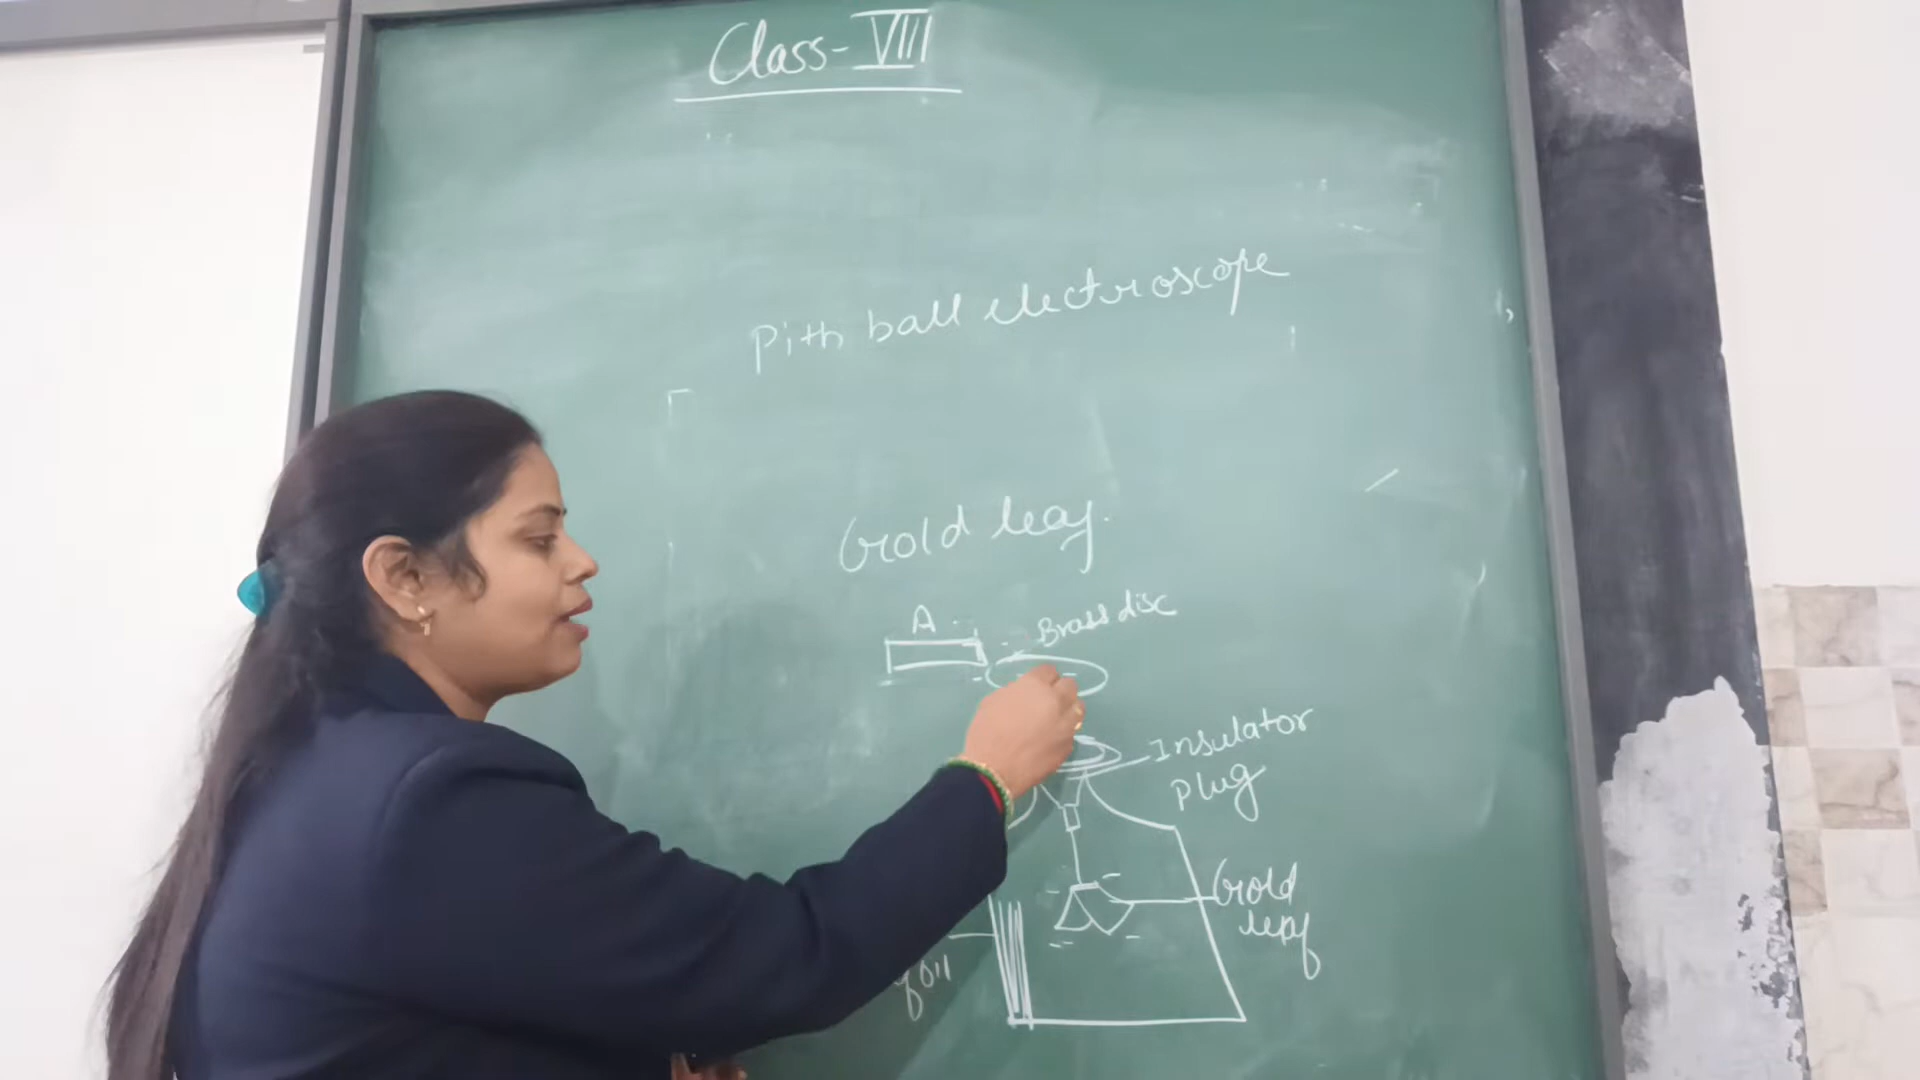 Class-VIII
Pith ball electroscope
Gold leaf.
A
Brass disc
Insulator
plug
Gold
leaf
foil